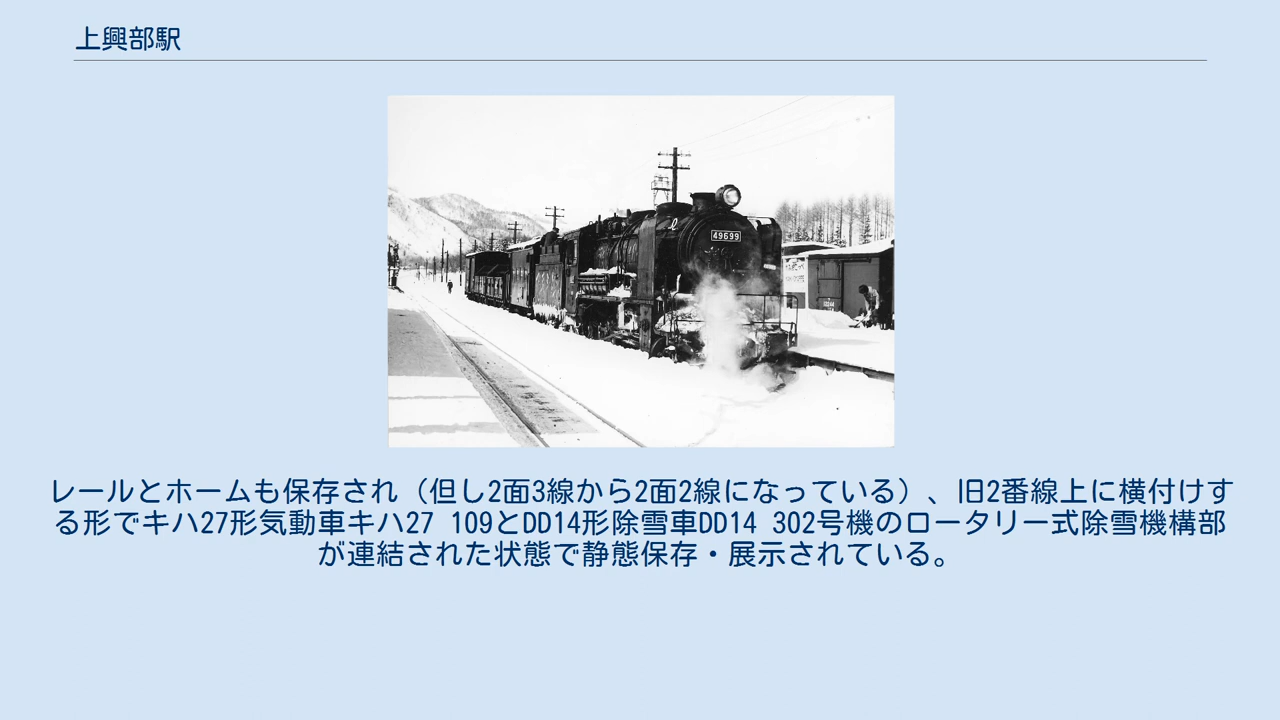 上興部駅
49699
レールとホームも保存され（但し2面3線から2面2線になっている）、旧2番線上に横付けす
る形でキハ27形気動車キハ27 109とDD14形除雪車DD14 302号機のロータリー式除雪機構部
が連結された状態で静態保存・展示されている。